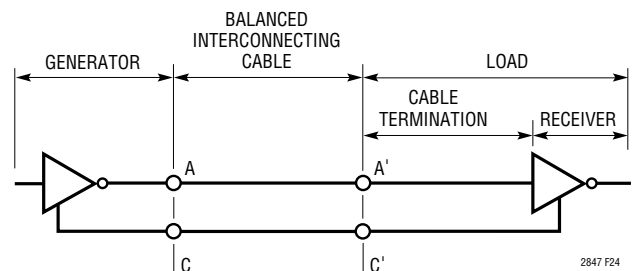 BALANCED
INTERCONNECTING
CABLE
GENERATOR
LOAD
CABLE
TERMINATION
RECEIVER
A
A'
C
C'
2847 F24